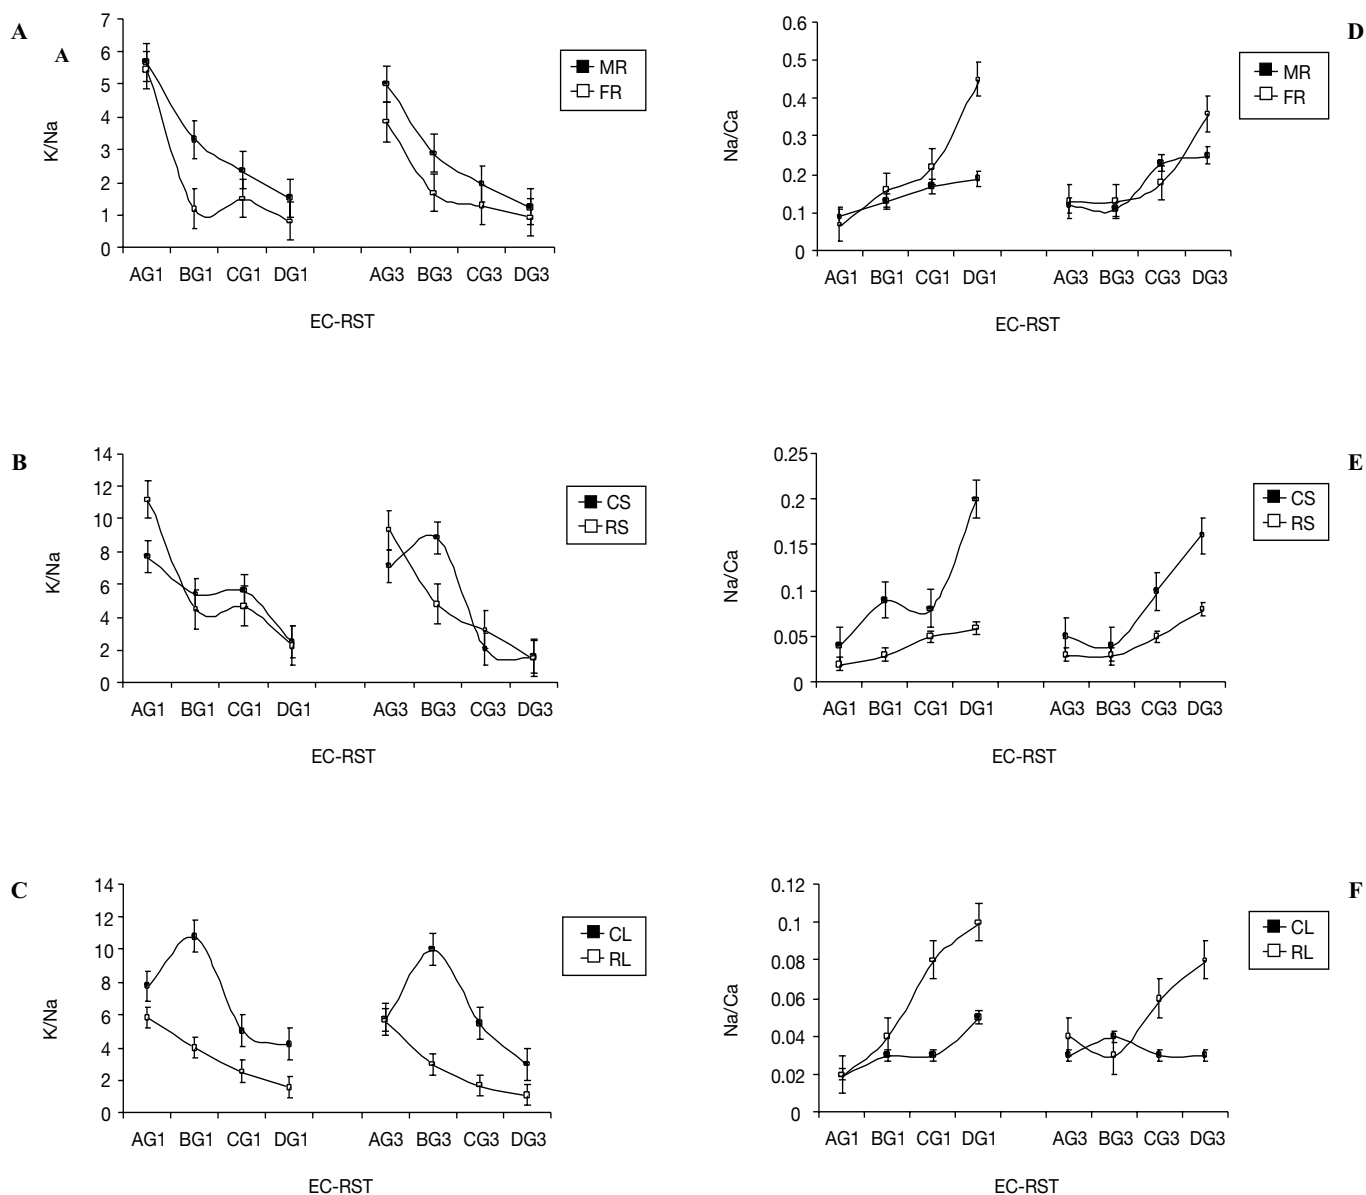 A
A
7
6
5
4
3
2
1
0
K/Na
MR
FR
AG1 BG1 CG1 DG1 AG3 BG3 CG3 DG3
EC-RST
D
0.6
0.5
0.4
0.3
0.2
0.1
0
Na/Ca
MR
FR
AG1 BG1 CG1 DG1 AG3 BG3 CG3 DG3
EC-RST
B
14
12
10
8
6
4
2
0
K/Na
CS
RS
AG1 BG1 CG1 DG1 AG3 BG3 CG3 DG3
EC-RST
E
0.25
0.2
0.15
0.1
0.05
0
Na/Ca
CS
RS
AG1 BG1 CG1 DG1 AG3 BG3 CG3 DG3
EC-RST
C
14
12
10
8
6
4
2
0
K/Na
CL
RL
AG1 BG1 CG1 DG1 AG3 BG3 CG3 DG3
EC-RST
F
0.12
0.1
0.08
0.06
0.04
0.02
0
Na/Ca
CL
RL
AG1 BG1 CG1 DG1 AG3 BG3 CG3 DG3
EC-RST